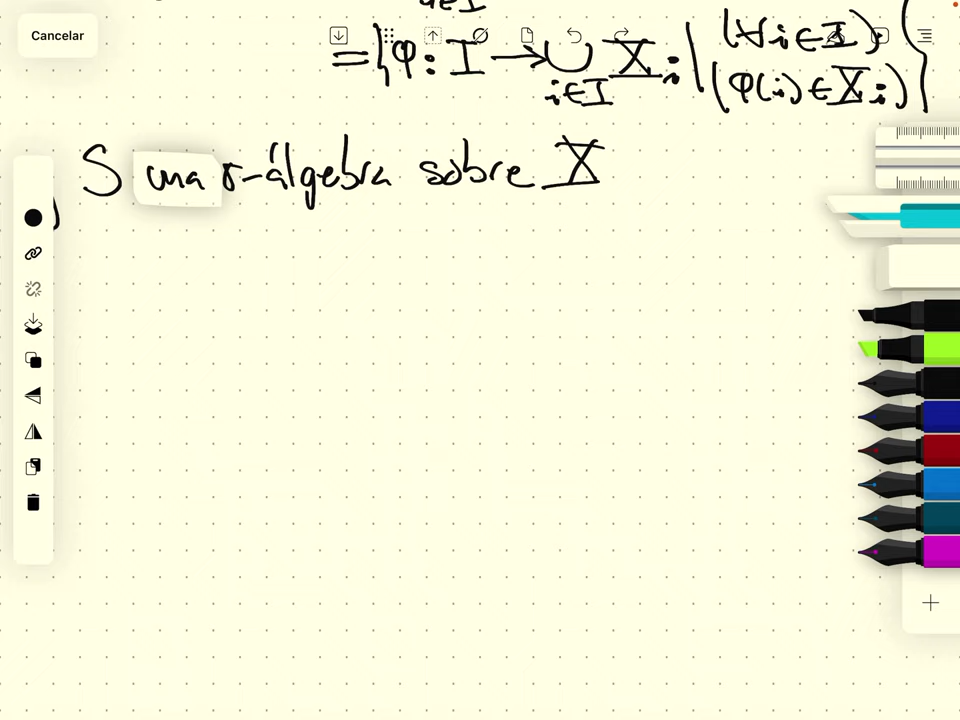 Cancelar
= { φ : I → ∪ X_i | (∀i∈I) (φ(i)∈X_i) }
i∈I
S una σ-álgebra sobre X